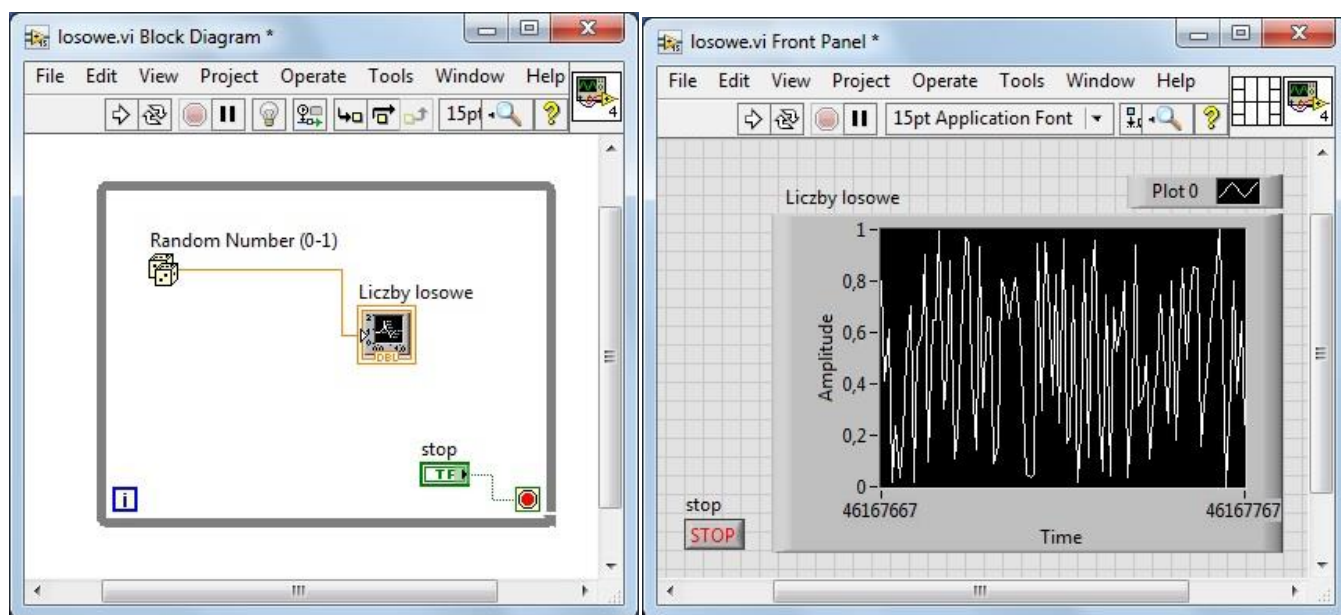 losowe.vi Block Diagram *
File Edit View Project Operate Tools Window Help
15pt
4
Random Number (0-1)
Liczby losowe
DBL
stop
TF
i
losowe.vi Front Panel *
File Edit View Project Operate Tools Window Help
15pt Application Font
4
Liczby losowe
Plot 0
Amplitude
1
0,8
0,6
0,4
0,2
0
46167667
46167767
Time
stop
STOP